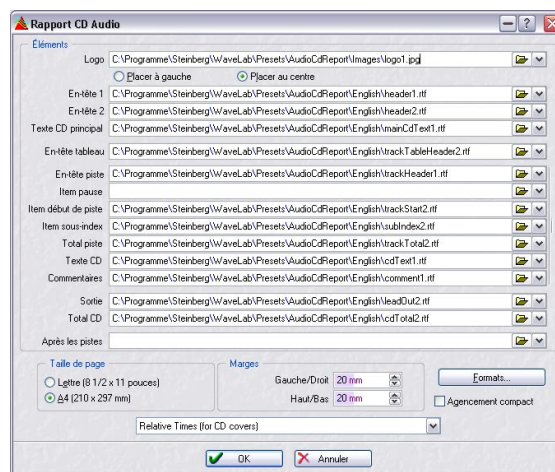 Rapport CD Audio
Éléments
Logo C:\Programme\Steinberg\WaveLab\Presets\AudioCdReport\Images\logo1.jpg
Placer à gauche Placer au centre
En-tête 1 C:\Programme\Steinberg\WaveLab\Presets\AudioCdReport\English\header1.rtf
En-tête 2 C:\Programme\Steinberg\WaveLab\Presets\AudioCdReport\English\header2.rtf
Texte CD principal C:\Programme\Steinberg\WaveLab\Presets\AudioCdReport\English\mainCdText1.rtf
En-tête tableau C:\Programme\Steinberg\WaveLab\Presets\AudioCdReport\English\trackTableHeader2.rtf
En-tête piste C:\Programme\Steinberg\WaveLab\Presets\AudioCdReport\English\trackHeader1.rtf
Item pause
Item début de piste C:\Programme\Steinberg\WaveLab\Presets\AudioCdReport\English\trackStart2.rtf
Item sous-index C:\Programme\Steinberg\WaveLab\Presets\AudioCdReport\English\subIndex2.rtf
Total piste C:\Programme\Steinberg\WaveLab\Presets\AudioCdReport\English\trackTotal2.rtf
Texte CD C:\Programme\Steinberg\WaveLab\Presets\AudioCdReport\English\cdText1.rtf
Commentaires C:\Programme\Steinberg\WaveLab\Presets\AudioCdReport\English\comment1.rtf
Sortie C:\Programme\Steinberg\WaveLab\Presets\AudioCdReport\English\leadOut2.rtf
Total CD C:\Programme\Steinberg\WaveLab\Presets\AudioCdReport\English\cdTotal2.rtf
Après les pistes
Taille de page Marges
Lettre (8 1/2 x 11 pouces) Gauche/Droit 20 mm Formats...
A4 (210 x 297 mm) Haut/Bas 20 mm Agencement compact
Relative Times (for CD covers)
OK Annuler